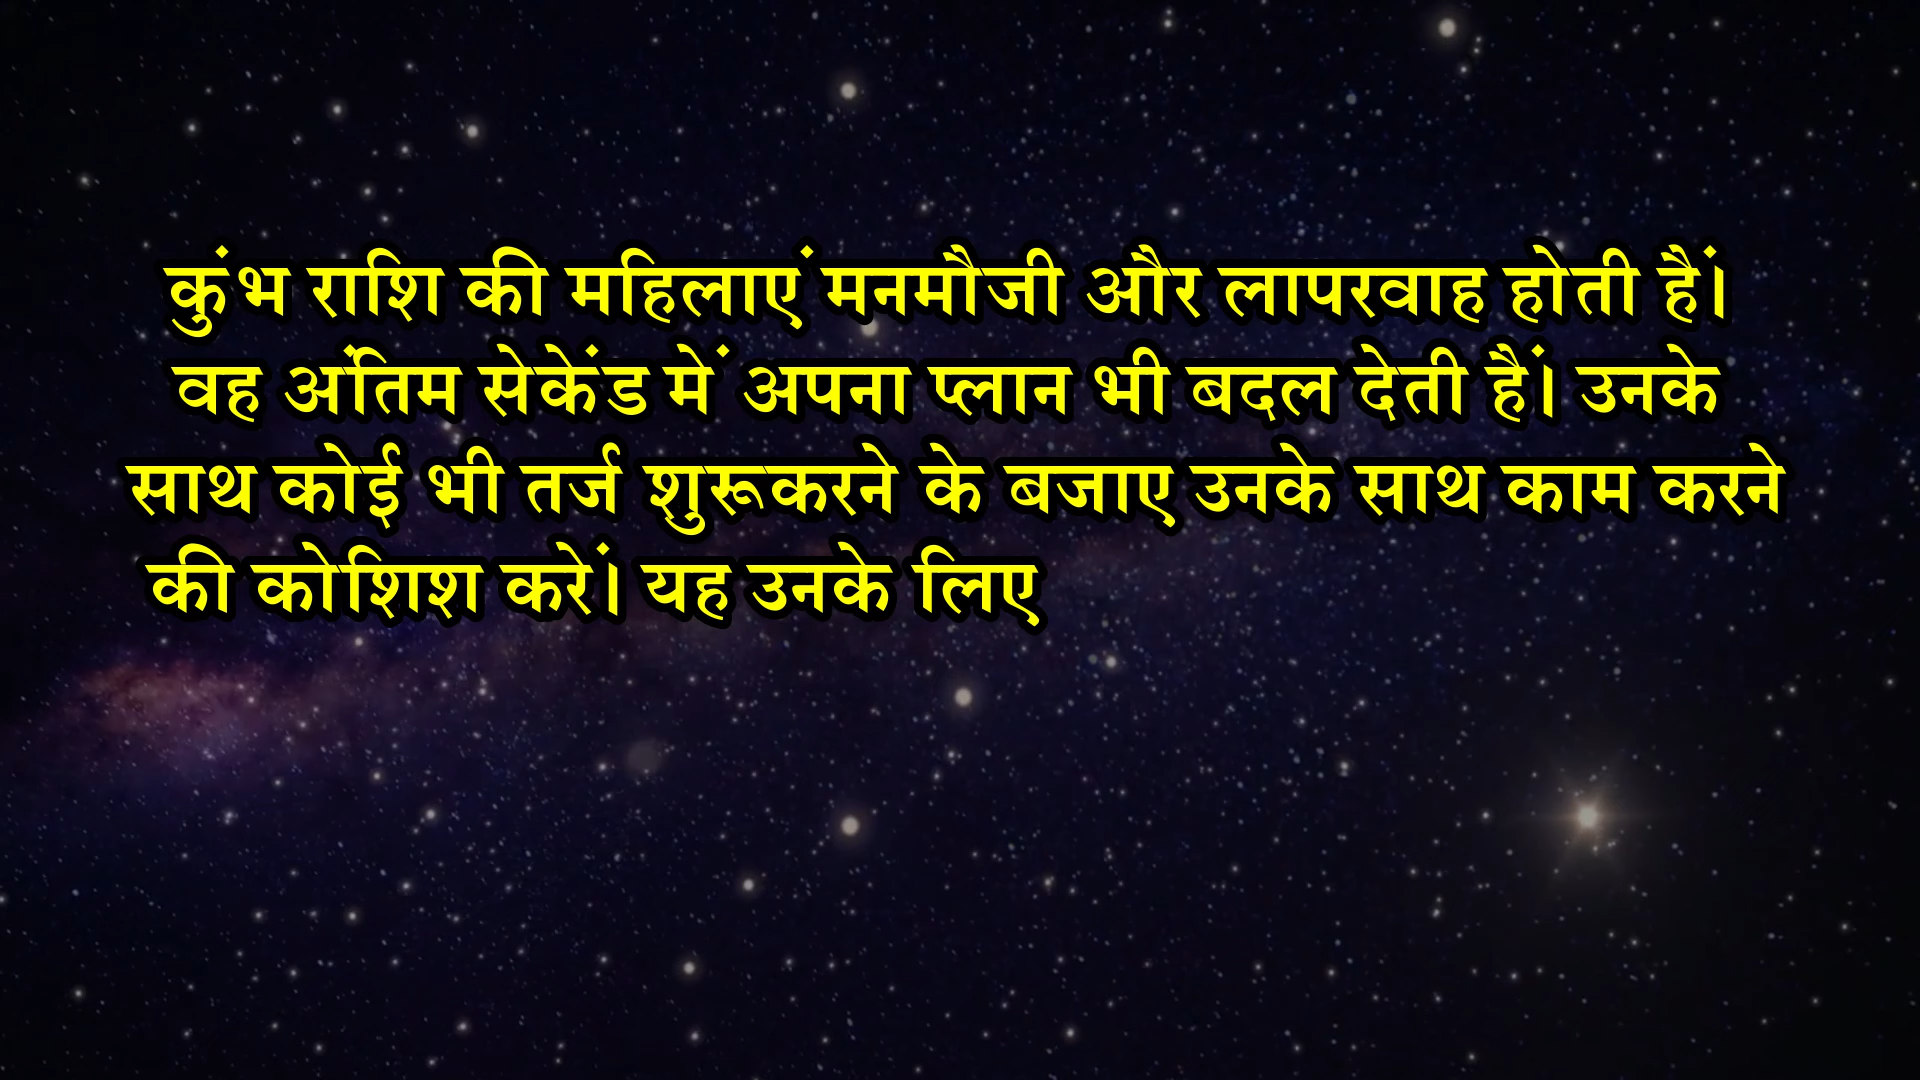 कुंभ राशि की महिलाएं मनमौजी और लापरवाह होती हैं।
वह अंतिम सेकेंड में अपना प्लान भी बदल देती हैं। उनके
साथ कोई भी तर्ज शुरूकरने के बजाए उनके साथ काम करने
की कोशिश करें। यह उनके लिए